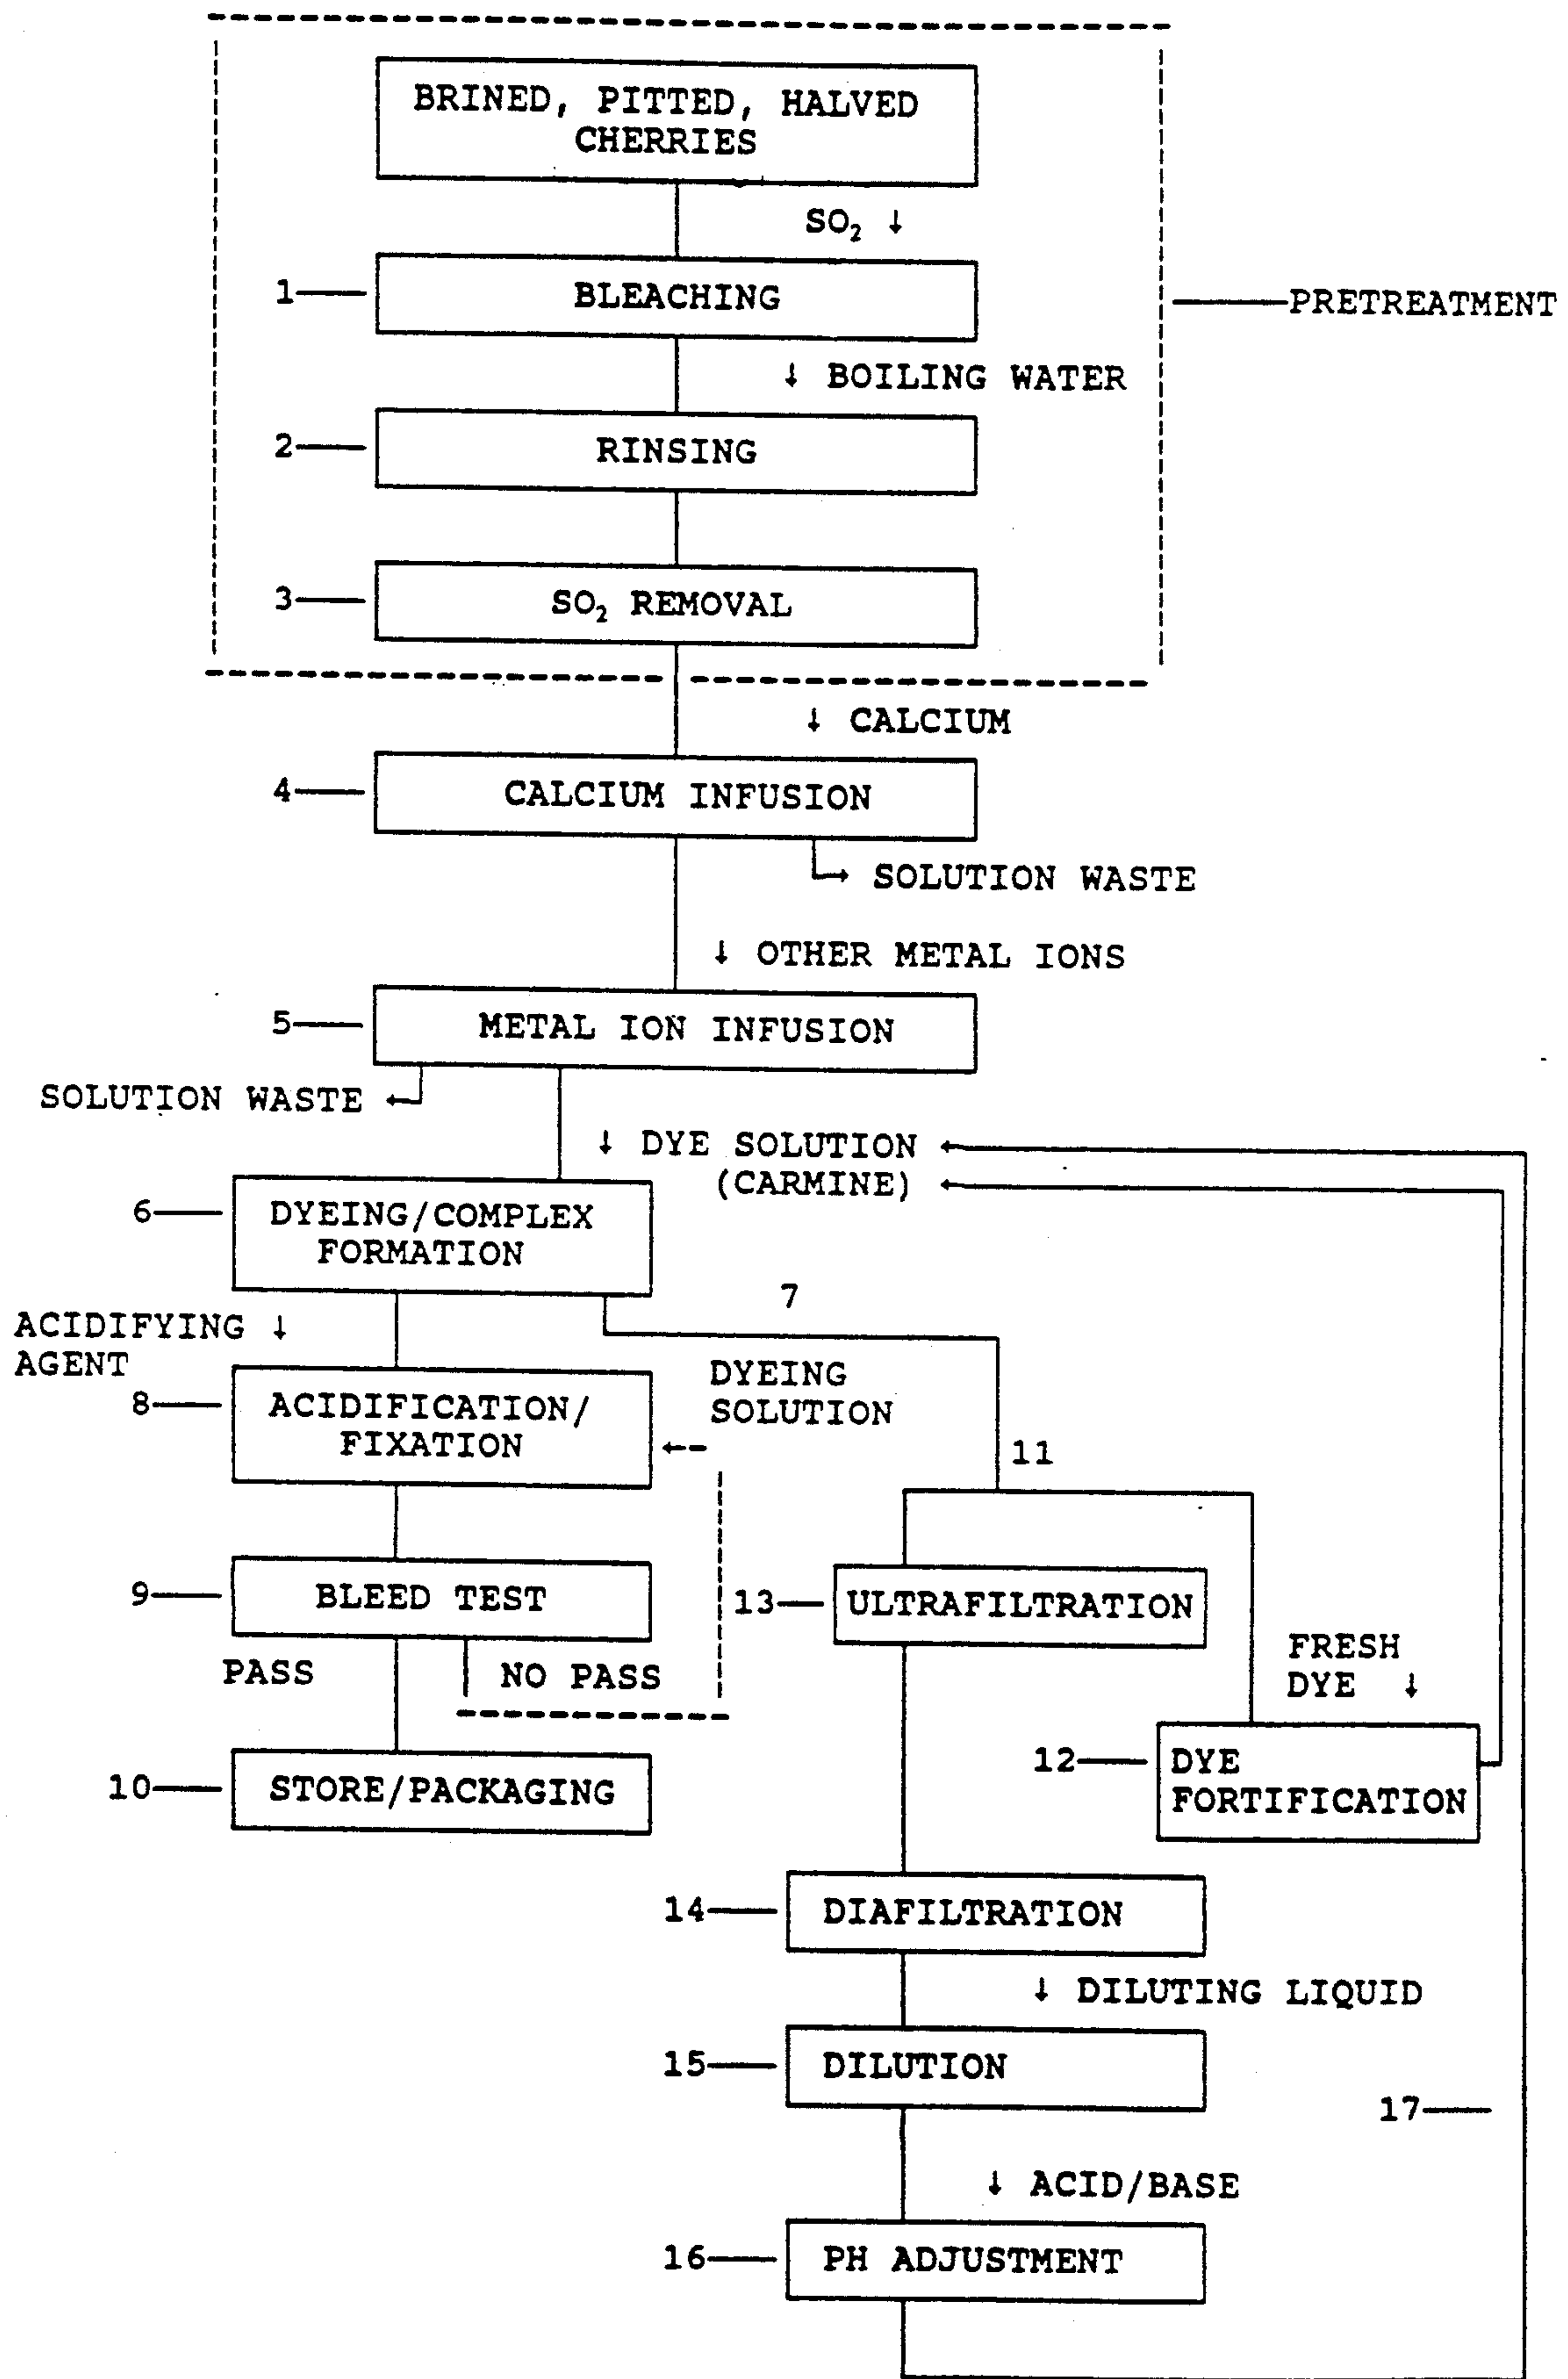 BRINED, PITTED, HALVED
CHERRIES
SO₂ ↓
1 BLEACHING
PRETREATMENT
↓ BOILING WATER
2 RINSING
3 SO₂ REMOVAL
↓ CALCIUM
4 CALCIUM INFUSION
SOLUTION WASTE
↓ OTHER METAL IONS
5 METAL ION INFUSION
SOLUTION WASTE
↓ DYE SOLUTION
(CARMINE)
6 DYEING/COMPLEX
FORMATION
7
ACIDIFYING ↓
AGENT
DYEING
SOLUTION
8 ACIDIFICATION/
FIXATION
11
9 BLEED TEST
13 ULTRAFILTRATION
PASS
NO PASS
FRESH
DYE ↓
12 DYE
FORTIFICATION
10 STORE/PACKAGING
14 DIAFILTRATION
↓ DILUTING LIQUID
15 DILUTION
17
↓ ACID/BASE
16 PH ADJUSTMENT